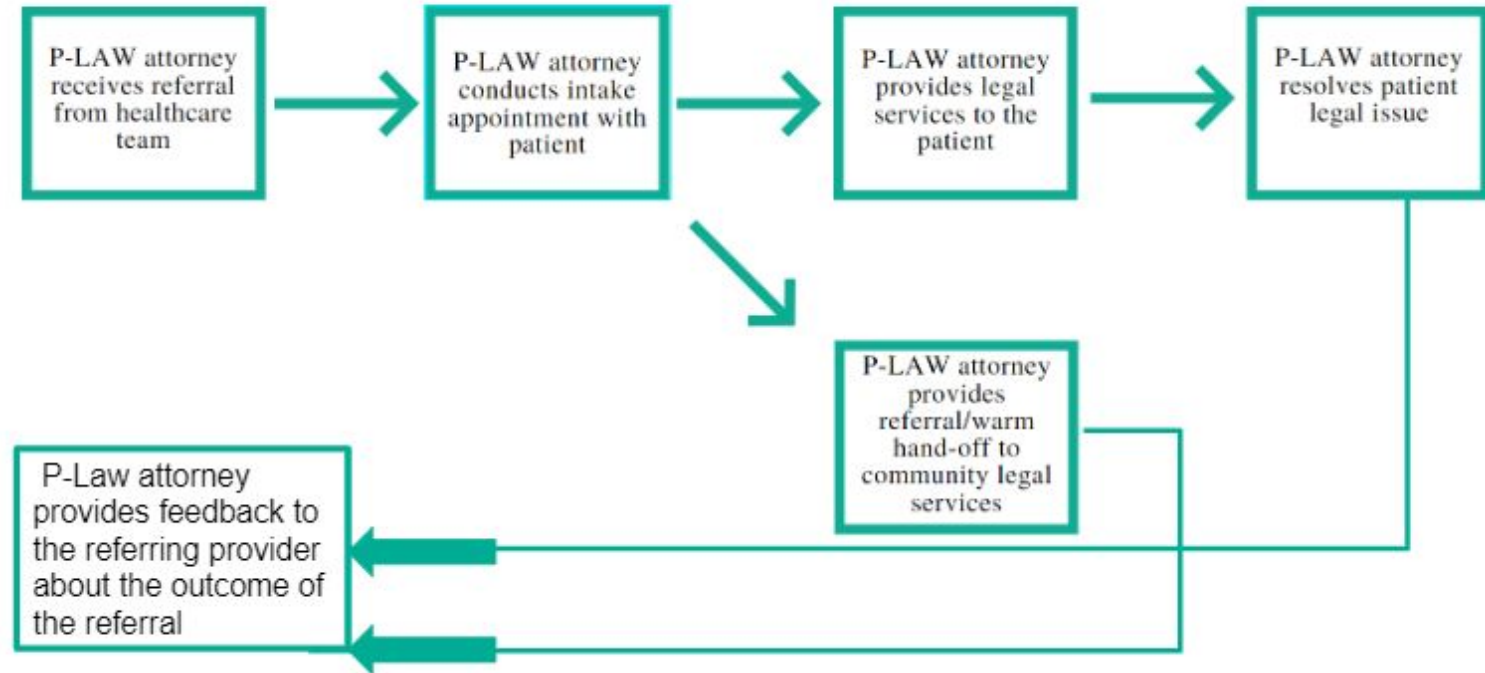 P-LAW attorney
receives referral
from healthcare
team
P-LAW attorney
conducts intake
appointment with
patient
P-LAW attorney
provides legal
services to the
patient
P-LAW attorney
resolves patient
legal issue
P-LAW attorney
provides
referral/warm
hand-off to
community legal
services
P-Law attorney
provides feedback to
the referring provider
about the outcome of
the referral